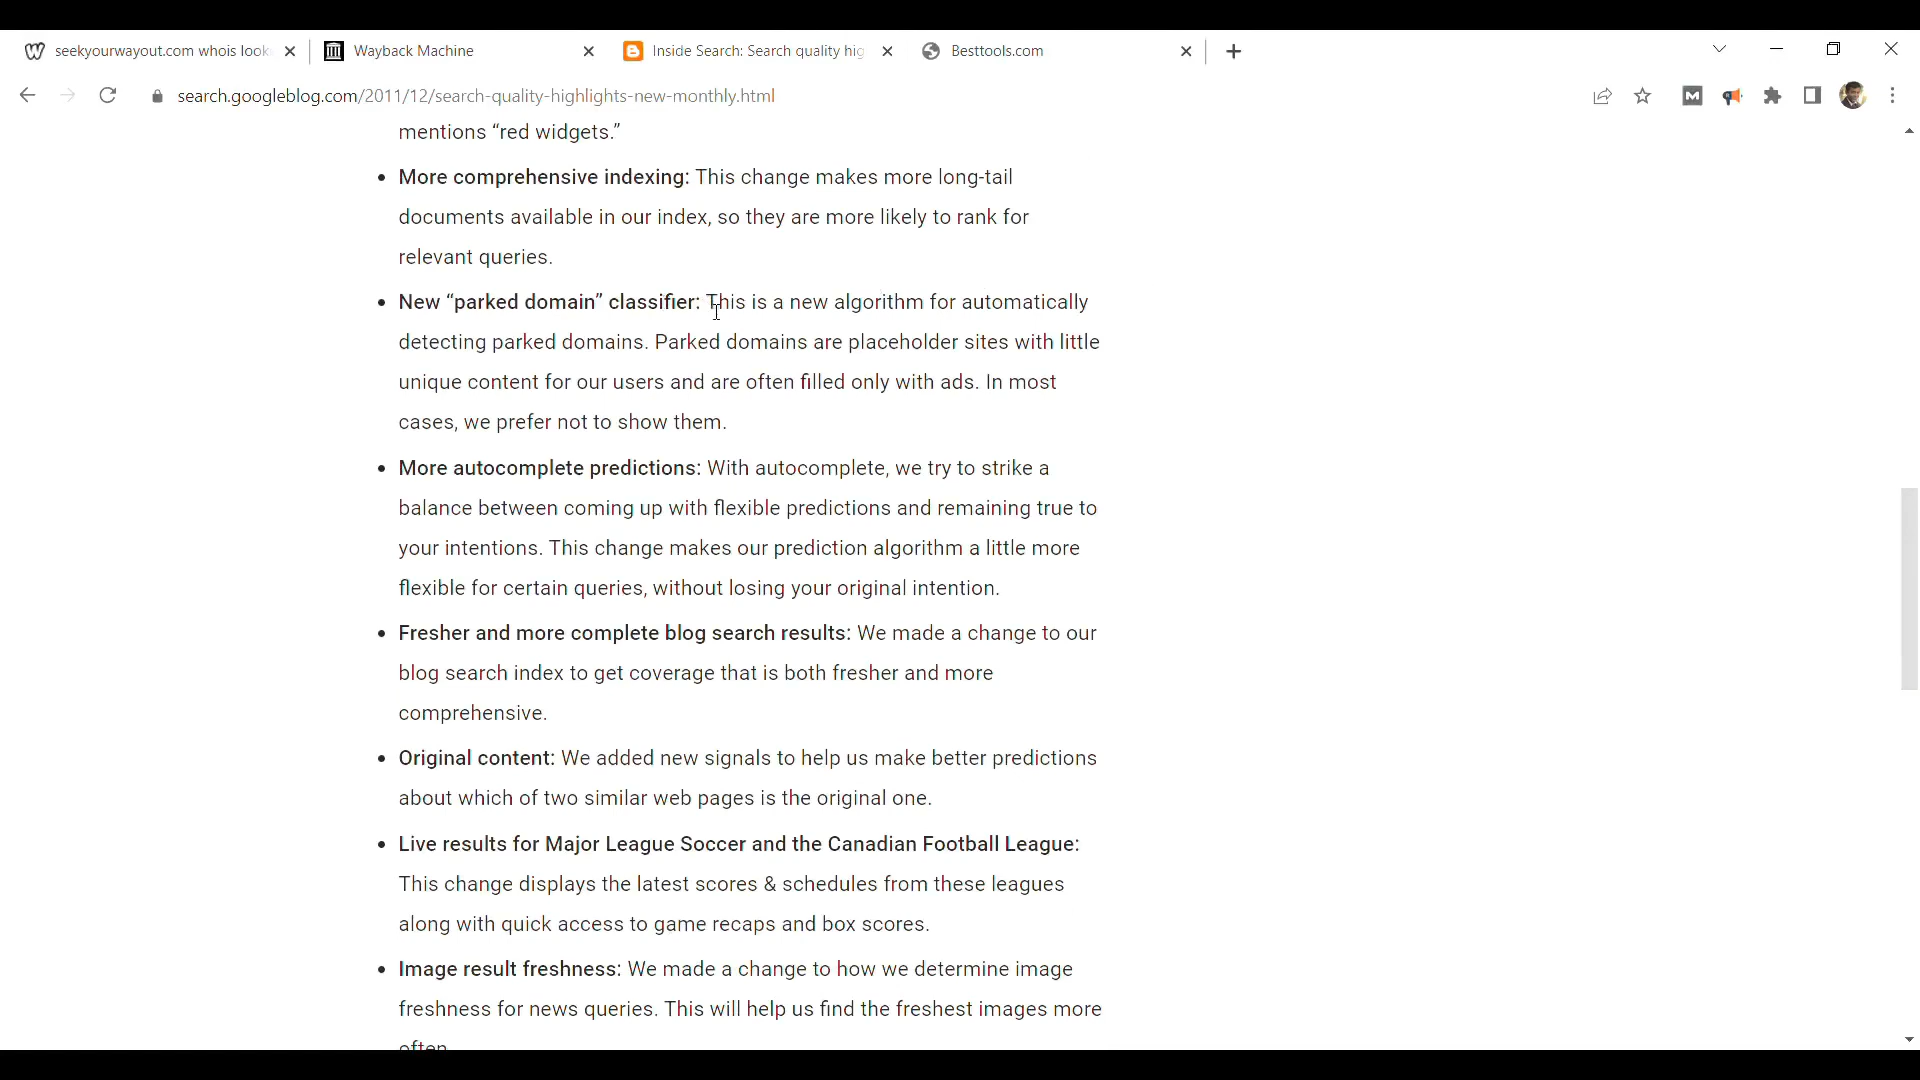 seekyourwayout.com whois look
Wayback Machine
Inside Search: Search quality hig
Besttools.com
search.googleblog.com/2011/12/search-quality-highlights-new-monthly.html
mentions “red widgets.”
• More comprehensive indexing: This change makes more long-tail
documents available in our index, so they are more likely to rank for
relevant queries.
• New “parked domain” classifier: This is a new algorithm for automatically
detecting parked domains. Parked domains are placeholder sites with little
unique content for our users and are often filled only with ads. In most
cases, we prefer not to show them.
• More autocomplete predictions: With autocomplete, we try to strike a
balance between coming up with flexible predictions and remaining true to
your intentions. This change makes our prediction algorithm a little more
flexible for certain queries, without losing your original intention.
• Fresher and more complete blog search results: We made a change to our
blog search index to get coverage that is both fresher and more
comprehensive.
• Original content: We added new signals to help us make better predictions
about which of two similar web pages is the original one.
• Live results for Major League Soccer and the Canadian Football League:
This change displays the latest scores & schedules from these leagues
along with quick access to game recaps and box scores.
• Image result freshness: We made a change to how we determine image
freshness for news queries. This will help us find the freshest images more
often